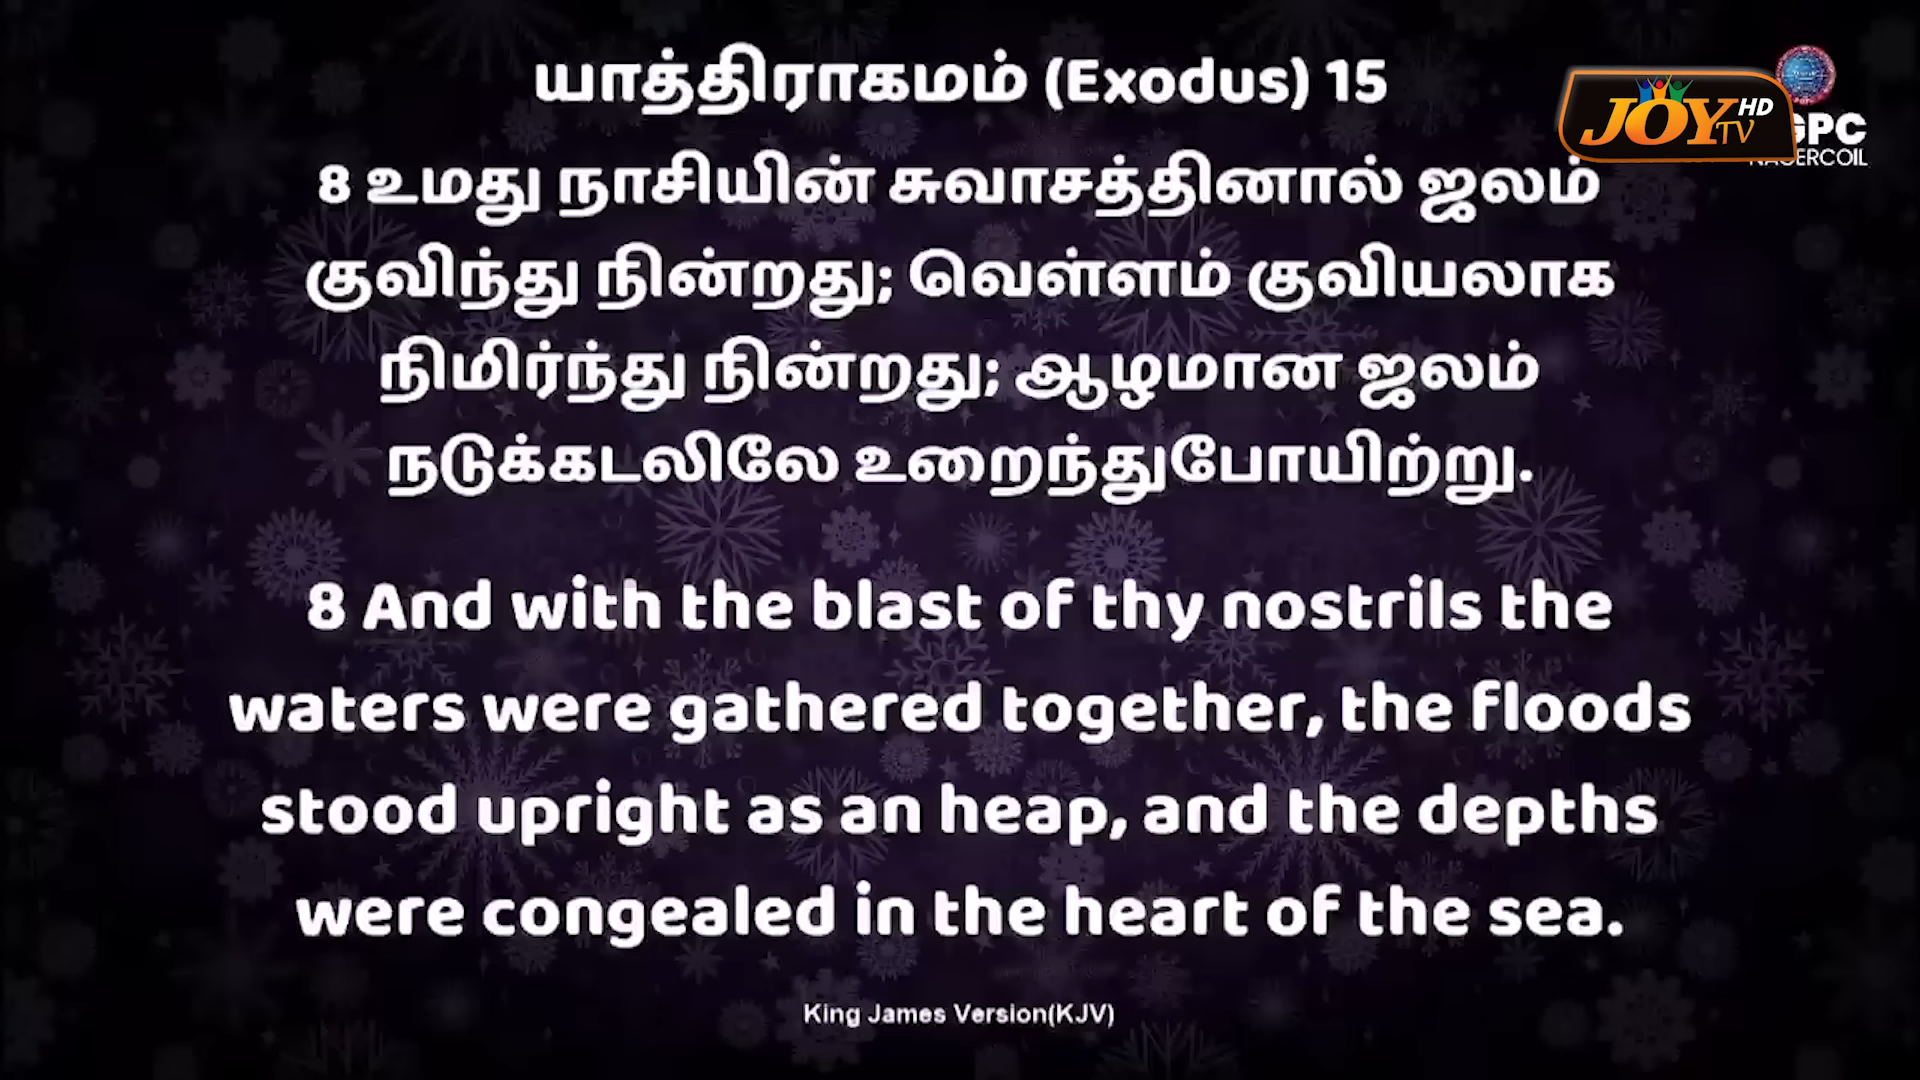 யாத்திராகமம் (Exodus) 15
8 உமது நாசியின் சுவாசத்தினால் ஜலம்
குவிந்து நின்றது; வெள்ளம் குவியலாக
நிமிர்ந்து நின்றது; ஆழமான ஜலம்
நடுக்கடலிலே உறைந்துபோயிற்று.
8 And with the blast of thy nostrils the
waters were gathered together, the floods
stood upright as an heap, and the depths
were congealed in the heart of the sea.
King James Version(KJV)
JOY TV HD
GPC
NAGERCOIL